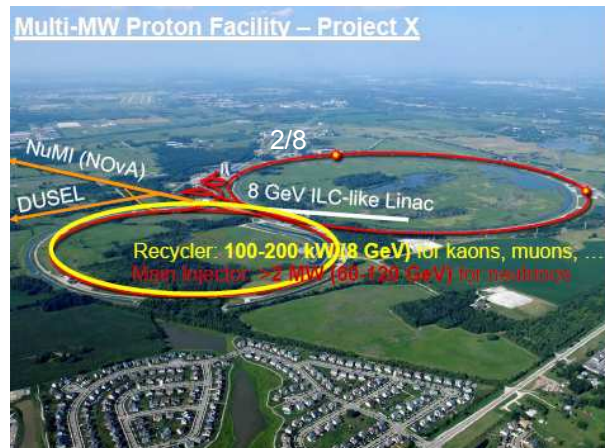 Multi-MW Proton Facility – Project X
2/8
NuMI (NOvA)
DUSEL
8 GeV ILC-like Linac
Recycler: 100-200 kW (8 GeV) for kaons, muons, …
Main Injector: >2 MW (60-120 GeV) for neutrinos